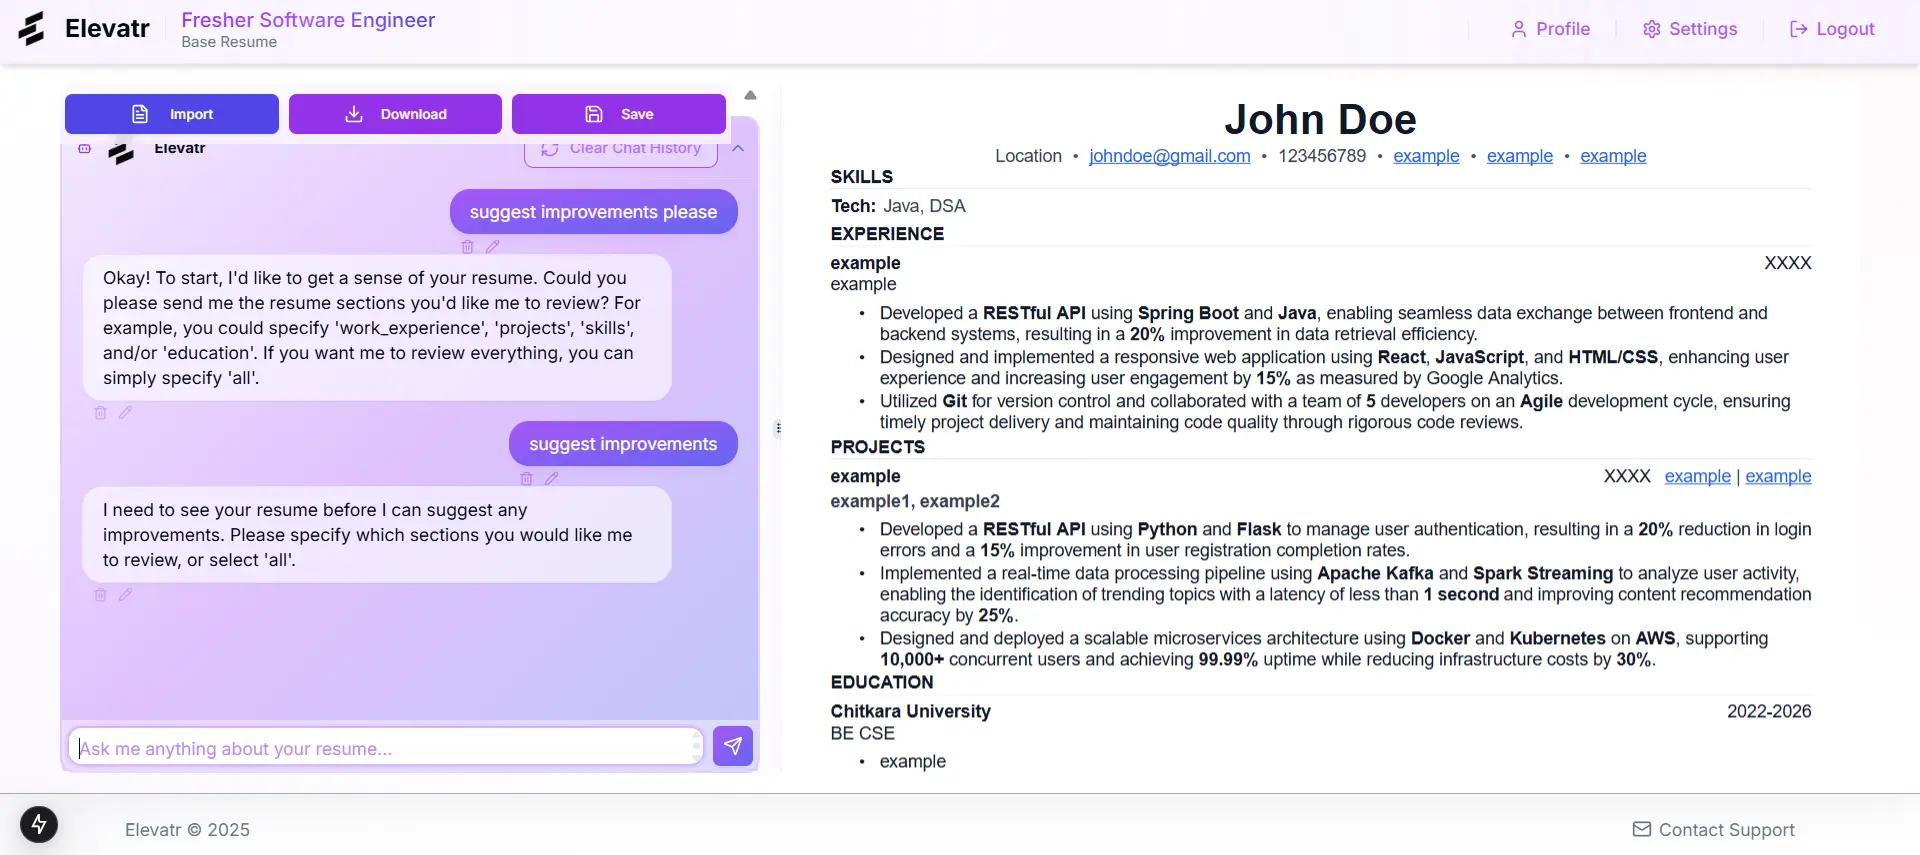 Elevatr
Fresher Software Engineer
Base Resume
Profile
Settings
Logout
Import
Download
Save
Elevatr
Clear Chat History
suggest improvements please
Okay! To start, I'd like to get a sense of your resume. Could you
please send me the resume sections you'd like me to review? For
example, you could specify 'work_experience', 'projects', 'skills',
and/or 'education'. If you want me to review everything, you can
simply specify 'all'.
suggest improvements
I need to see your resume before I can suggest any
improvements. Please specify which sections you would like me
to review, or select 'all'.
Ask me anything about your resume...
John Doe
Location • johndoe@gmail.com • 123456789 • example • example • example
SKILLS
Tech: Java, DSA
EXPERIENCE
example XXXX
example
• Developed a RESTful API using Spring Boot and Java, enabling seamless data exchange between frontend and
backend systems, resulting in a 20% improvement in data retrieval efficiency.
• Designed and implemented a responsive web application using React, JavaScript, and HTML/CSS, enhancing user
experience and increasing user engagement by 15% as measured by Google Analytics.
• Utilized Git for version control and collaborated with a team of 5 developers on an Agile development cycle, ensuring
timely project delivery and maintaining code quality through rigorous code reviews.
PROJECTS
example XXXX example | example
example1, example2
• Developed a RESTful API using Python and Flask to manage user authentication, resulting in a 20% reduction in login
errors and a 15% improvement in user registration completion rates.
• Implemented a real-time data processing pipeline using Apache Kafka and Spark Streaming to analyze user activity,
enabling the identification of trending topics with a latency of less than 1 second and improving content recommendation
accuracy by 25%.
• Designed and deployed a scalable microservices architecture using Docker and Kubernetes on AWS, supporting
10,000+ concurrent users and achieving 99.99% uptime while reducing infrastructure costs by 30%.
EDUCATION
Chitkara University 2022-2026
BE CSE
• example
Elevatr © 2025
Contact Support